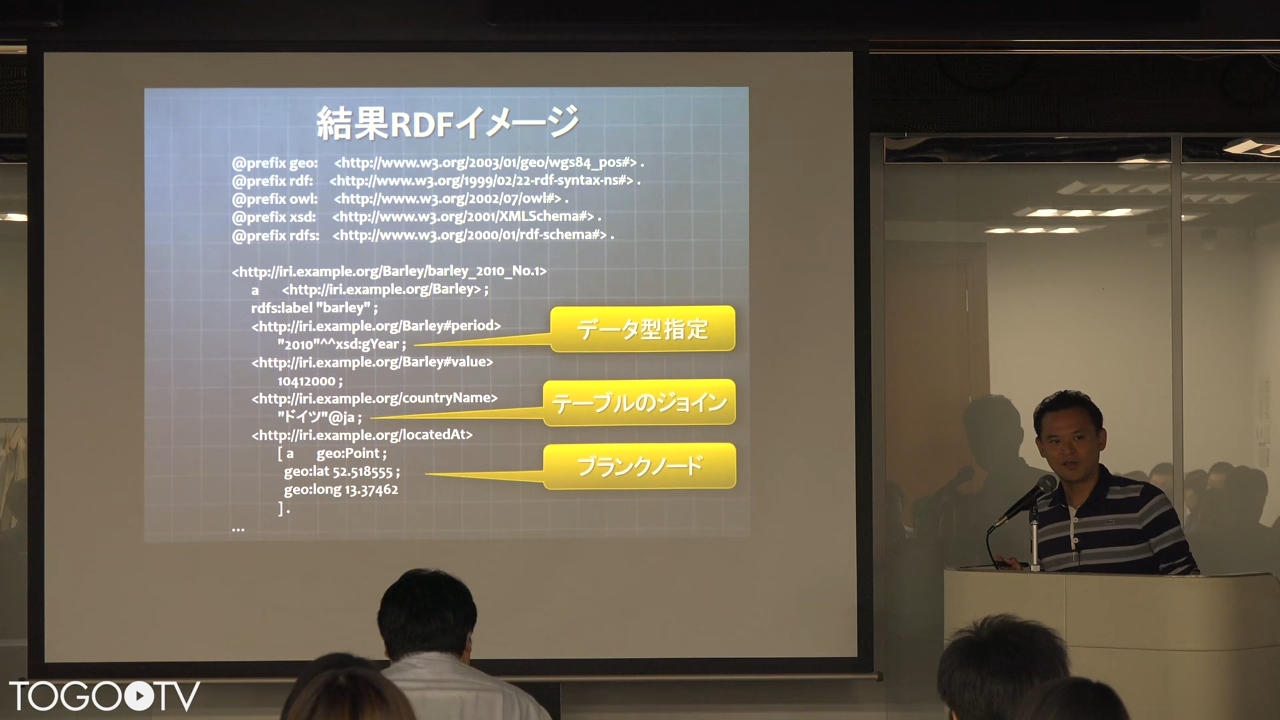 結果RDFイメージ
@prefix geo: <http://www.w3.org/2003/01/geo/wgs84_pos#> .
@prefix rdf: <http://www.w3.org/1999/02/22-rdf-syntax-ns#> .
@prefix owl: <http://www.w3.org/2002/07/owl#> .
@prefix xsd: <http://www.w3.org/2001/XMLSchema#> .
@prefix rdfs: <http://www.w3.org/2000/01/rdf-schema#> .
<http://iri.example.org/Barley/barley_2010_No.1>
a <http://iri.example.org/Barley> ;
rdfs:label "barley" ;
<http://iri.example.org/Barley#period>
"2010"^^xsd:gYear ;
データ型指定
<http://iri.example.org/Barley#value>
10412000 ;
<http://iri.example.org/countryName>
"ドイツ"@ja ;
テーブルのジョイン
<http://iri.example.org/locatedAt>
[ a geo:Point ;
geo:lat 52.518555 ;
ブランクノード
geo:long 13.37462
] .
...
TOGO TV